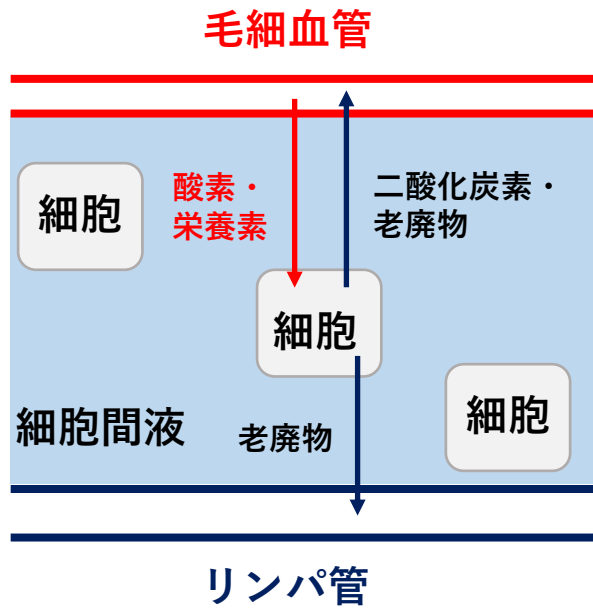 毛細血管
酸素・
栄養素
二酸化炭素・
老廃物
細胞
細胞
細胞
細胞間液
老廃物
リンパ管